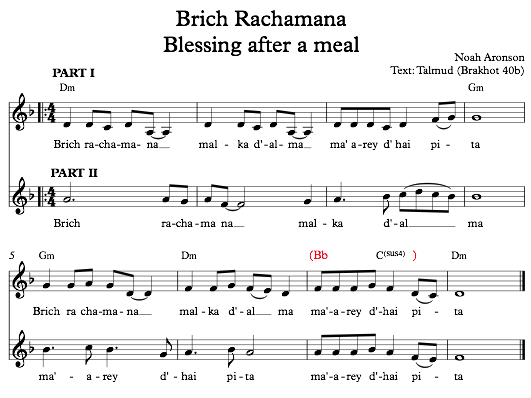 Brich Rachamana
Blessing after a meal
Noah Aronson
Text: Talmud (Brakhot 40b)
PART I
Dm Gm
Brich ra-cha-ma - na mal - ka d'-al - ma ma'-a-rey d'hai pi - ta
PART II
Brich ra-cha-ma na mal - ka d'-al ma
5
Gm Dm (Bb C(sus4) ) Dm
Brich ra cha-ma - na mal - ka d'-al ma ma'-a-rey d'-hai pi - ta
ma' - a - rey d' - hai pi - ta ma'-a-rey d'-hai pi - ta